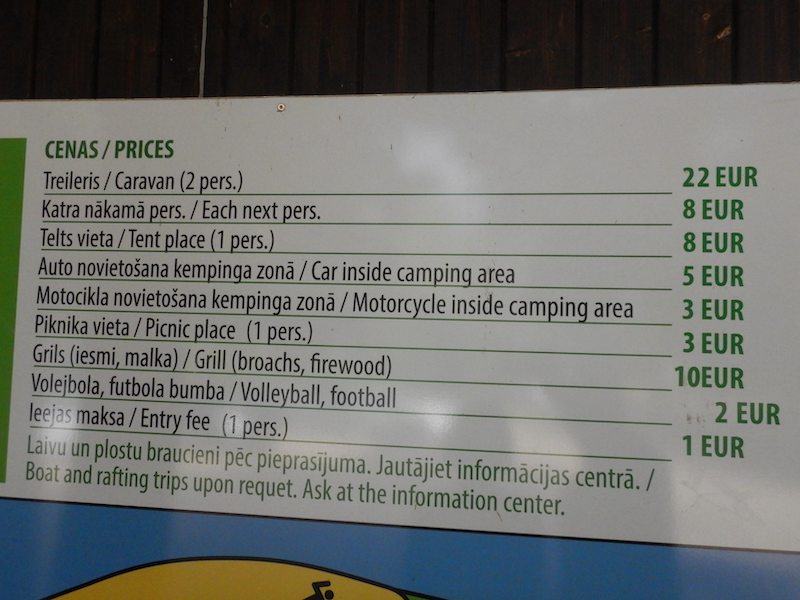 CENAS / PRICES
Treileris / Caravan (2 pers.) 22 EUR
Katra nākamā pers. / Each next pers. 8 EUR
Telts vieta / Tent place (1 pers.) 8 EUR
Auto novietošana kempinga zonā / Car inside camping area 5 EUR
Motocikla novietošana kempinga zonā / Motorcycle inside camping area 3 EUR
Piknika vieta / Picnic place (1 pers.) 3 EUR
Grils (iesmi, malka) / Grill (broachs, firewood) 10EUR
Volejbola, futbola bumba / Volleyball, football 2 EUR
Ieejas maksa / Entry fee (1 pers.) 1 EUR
Laivu un plostu braucieni pēc pieprasījuma. Jautājiet informācijas centrā. /
Boat and rafting trips upon requet. Ask at the information center.